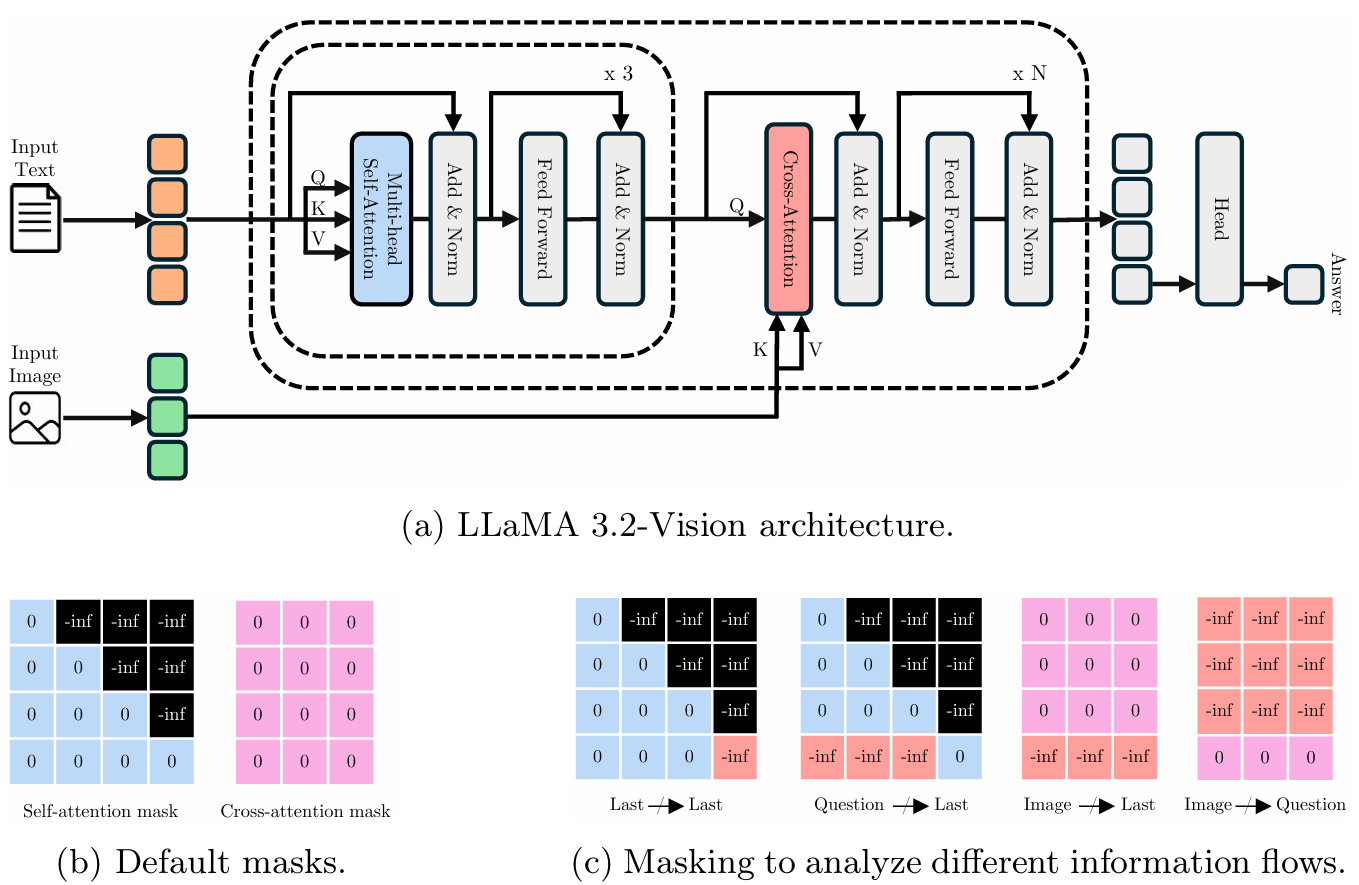 x 3
x N
Input
Text
Q
K
V
Multi-head
Self-Attention
Add & Norm
Feed Forward
Add & Norm
Q
Cross-Attention
Add & Norm
Feed Forward
Add & Norm
Head
Answer
Input
Image
K
V
(a) LLaMA 3.2-Vision architecture.
0 -inf -inf -inf
0 0 -inf -inf
0 0 0 -inf
0 0 0 0
Self-attention mask
0 0 0
0 0 0
0 0 0
0 0 0
Cross-attention mask
(b) Default masks.
0 -inf -inf -inf
0 0 -inf -inf
0 0 0 -inf
0 0 0 -inf
Last Last
0 -inf -inf -inf
0 0 -inf -inf
0 0 0 -inf
-inf -inf -inf 0
Question Last
0 0 0
0 0 0
0 0 0
-inf -inf -inf
Image Last
-inf -inf -inf
-inf -inf -inf
-inf -inf -inf
0 0 0
Image Question
(c) Masking to analyze different information flows.